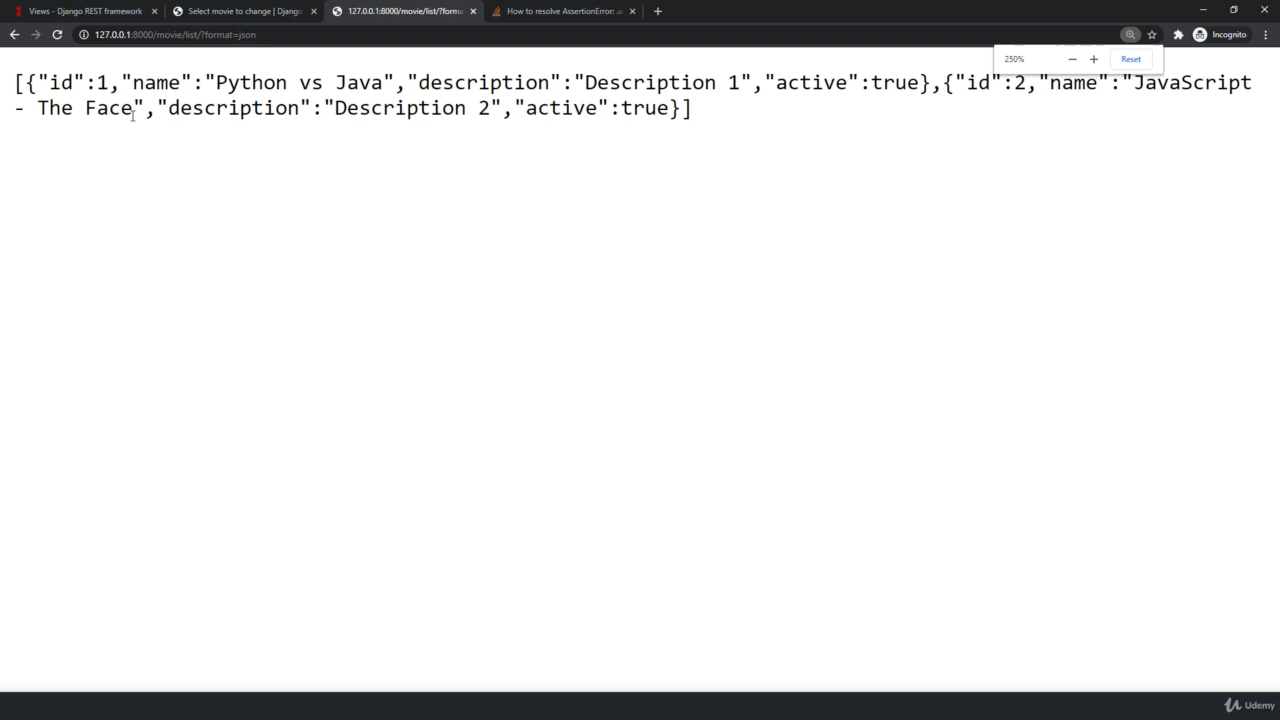 Views - Django REST framework
Select movie to change | Django
127.0.0.1:8000/movie/list/?forma
How to resolve AssertionError: .a
127.0.0.1:8000/movie/list/?format=json
Incognito
250%
Reset
[{"id":1,"name":"Python vs Java","description":"Description 1","active":true},{"id":2,"name":"JavaScript
- The Face","description":"Description 2","active":true}]
Udemy